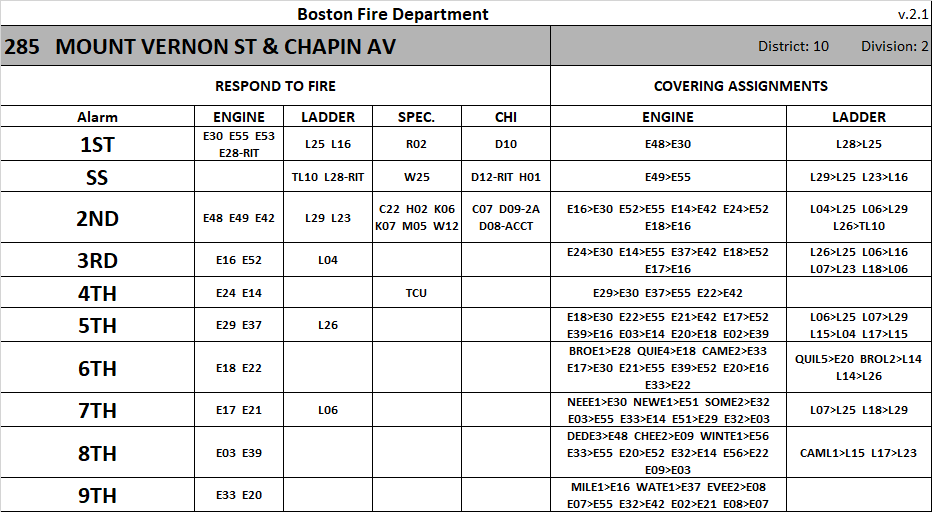 Boston Fire Department v.2.1
285 MOUNT VERNON ST & CHAPIN AV District: 10 Division: 2
RESPOND TO FIRE COVERING ASSIGNMENTS
Alarm ENGINE LADDER SPEC. CHI ENGINE LADDER
1ST E30 E55 E53 L25 L16 R02 D10 E48>E30 L28>L25
E28-RIT
SS TL10 L28-RIT W25 D12-RIT H01 E49>E55 L29>L25 L23>L16
2ND E48 E49 E42 L29 L23 C22 H02 K06 C07 D09-2A E16>E30 E52>E55 E14>E42 E24>E52 L04>L25 L06>L29
K07 M05 W12 D08-ACCT E18>E16 L26>TL10
3RD E16 E52 L04 E24>E30 E14>E55 E37>E42 E18>E52 L26>L25 L06>L16
E17>E16 L07>L23 L18>L06
4TH E24 E14 TCU E29>E30 E37>E55 E22>E42
5TH E29 E37 L26 E18>E30 E22>E55 E21>E42 E17>E52 L06>L25 L07>L29
E39>E16 E03>E14 E20>E18 E02>E39 L15>L04 L17>L15
6TH E18 E22 BROE1>E28 QUIE4>E18 CAME2>E33 QUIL5>E20 BROL2>L14
E17>E30 E21>E55 E39>E52 E20>E16 L14>L26
E33>E22
7TH E17 E21 L06 NEEE1>E30 NEWE1>E51 SOME2>E32 L07>L25 L18>L29
E03>E55 E33>E14 E51>E29 E32>E03
8TH E03 E39 DEDE3>E48 CHEE2>E09 WINTE1>E56 CAML1>L15 L17>L23
E33>E55 E20>E52 E32>E14 E56>E22
E09>E03
9TH E33 E20 MILE1>E16 WATE1>E37 EVEE2>E08
E07>E55 E32>E42 E02>E21 E08>E07